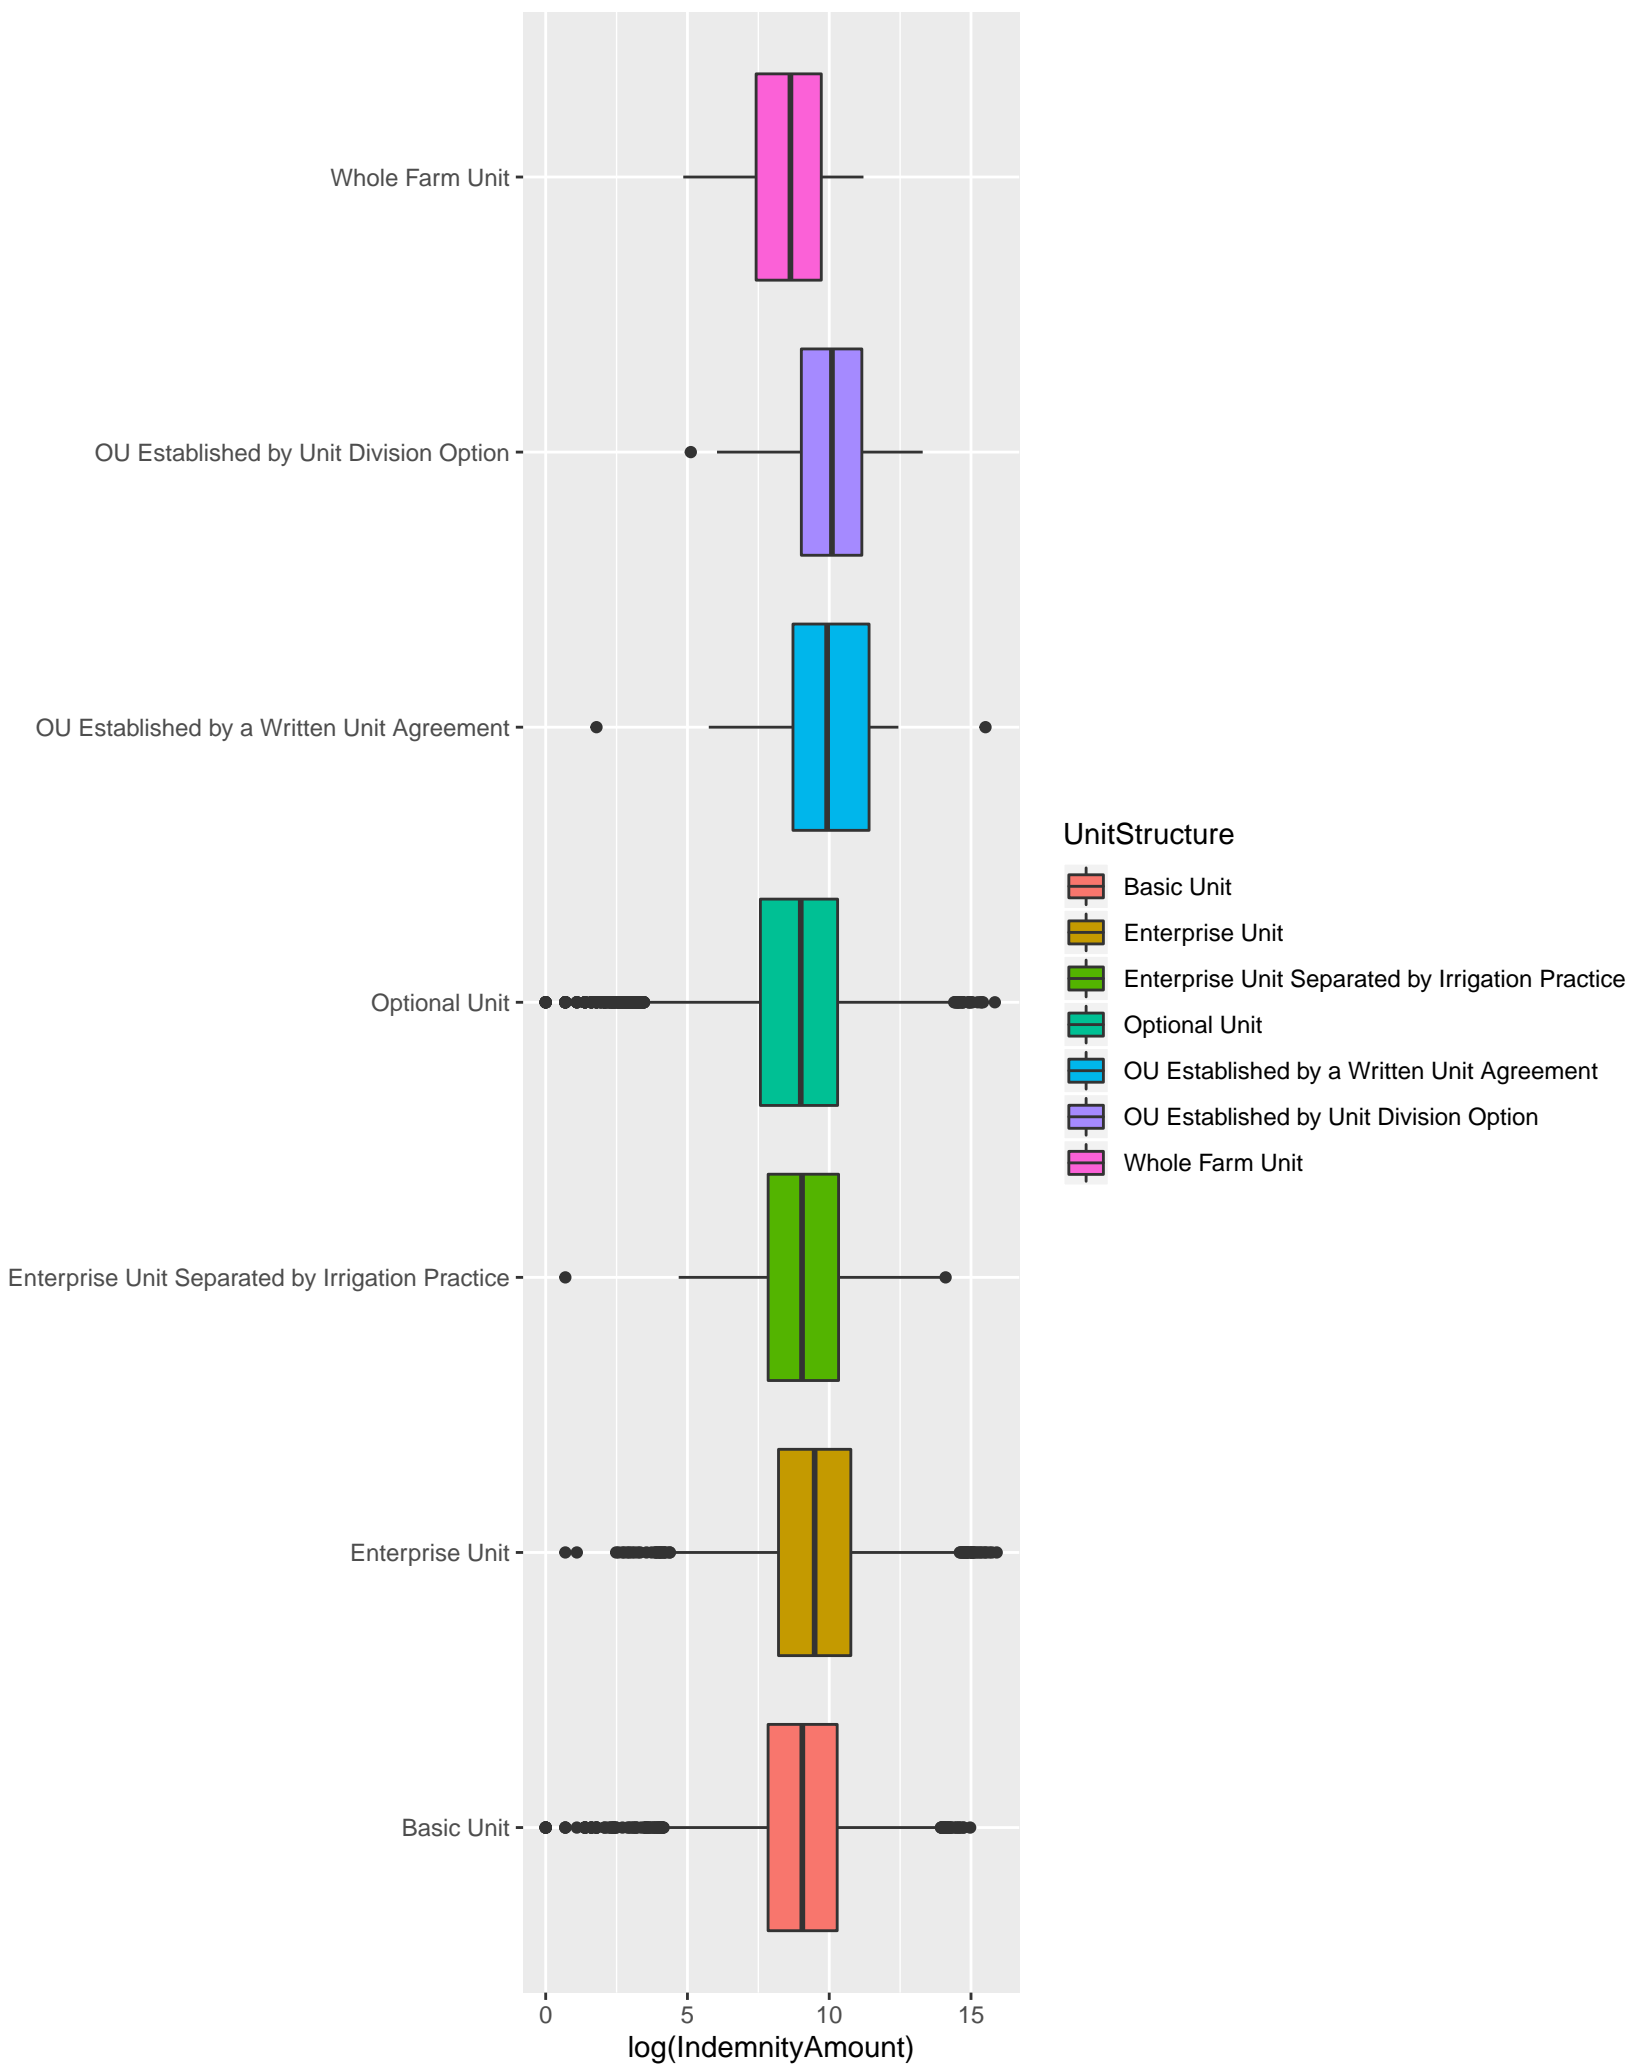 Whole Farm Unit
OU Established by Unit Division Option
OU Established by a Written Unit Agreement
Optional Unit
Enterprise Unit Separated by Irrigation Practice
Enterprise Unit
Basic Unit
0 5 10 15
log(IndemnityAmount)
UnitStructure
Basic Unit
Enterprise Unit
Enterprise Unit Separated by Irrigation Practice
Optional Unit
OU Established by a Written Unit Agreement
OU Established by Unit Division Option
Whole Farm Unit